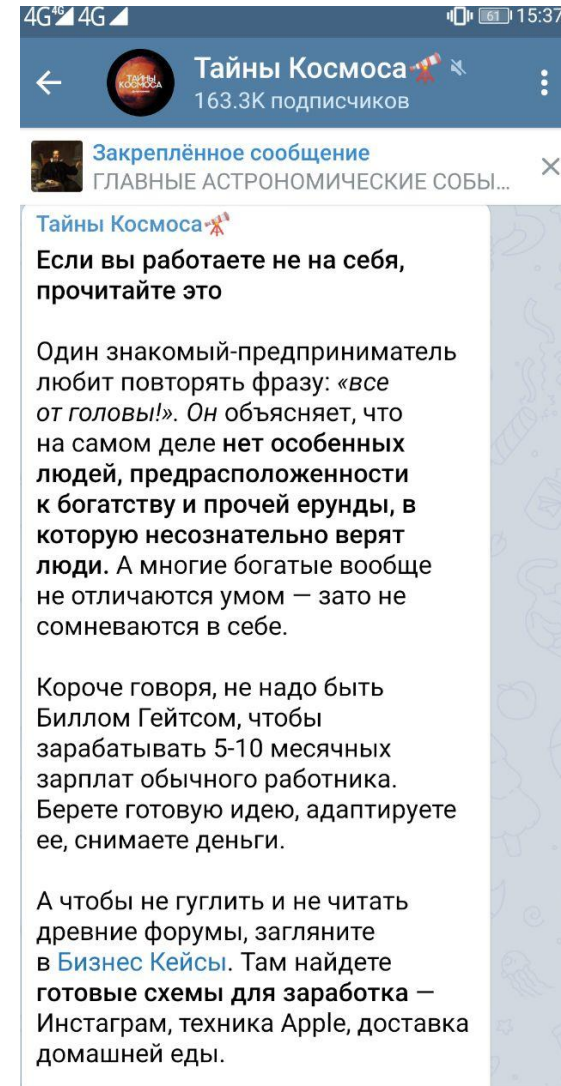 4G 4G 4G 61 15:37
Тайны Космоса
163.3K подписчиков
ТАЙНЫ
КОСМОСА
Закреплённое сообщение
ГЛАВНЫЕ АСТРОНОМИЧЕСКИЕ СОБЫ...
Тайны Космоса
Если вы работаете не на себя,
прочитайте это
Один знакомый-предприниматель
любит повторять фразу: «все
от головы!». Он объясняет, что
на самом деле нет особенных
людей, предрасположенности
к богатству и прочей ерунды, в
которую несознательно верят
люди. А многие богатые вообще
не отличаются умом — зато не
сомневаются в себе.
Короче говоря, не надо быть
Биллом Гейтсом, чтобы
зарабатывать 5-10 месячных
зарплат обычного работника.
Берете готовую идею, адаптируете
ее, снимаете деньги.
А чтобы не гуглить и не читать
древние форумы, загляните
в Бизнес Кейсы. Там найдете
готовые схемы для заработка —
Инстаграм, техника Apple, доставка
домашней еды.